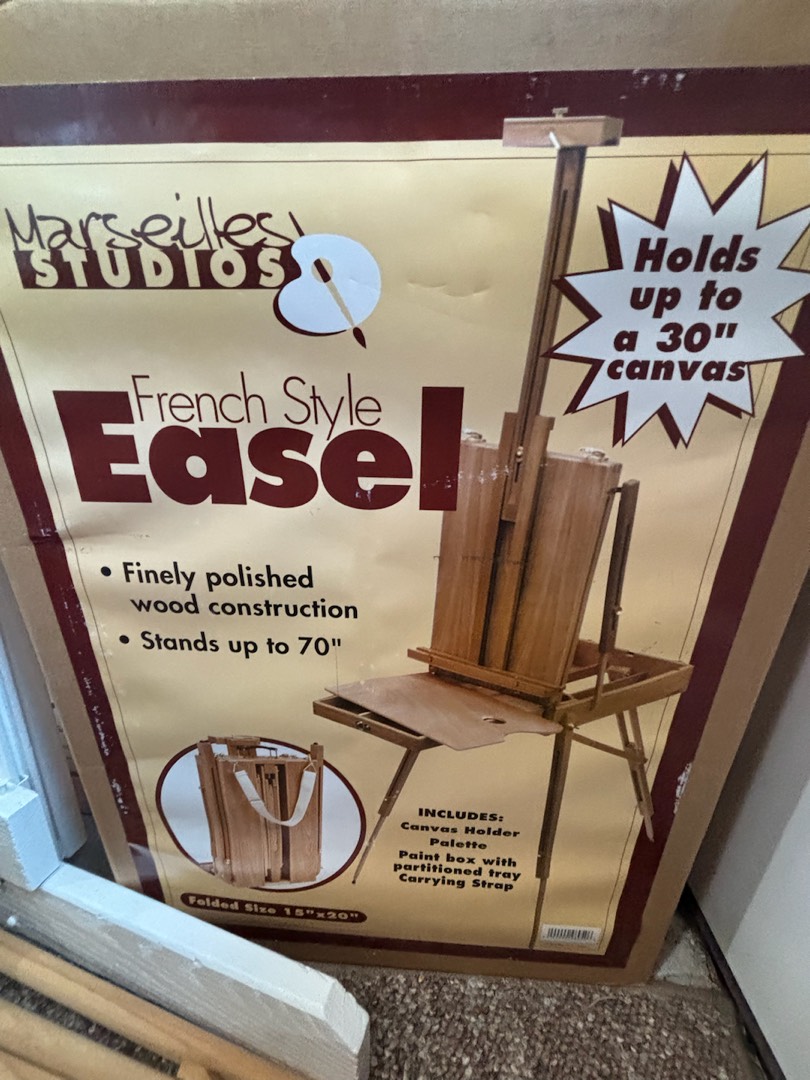 Marseilles
STUDIOS
Holds
up to
a 30"
canvas
French Style
Easel
• Finely polished
wood construction
• Stands up to 70"
INCLUDES:
Canvas Holder
Palette
Paint box with
partitioned tray
Carrying Strap
Folded Size 15"x20"